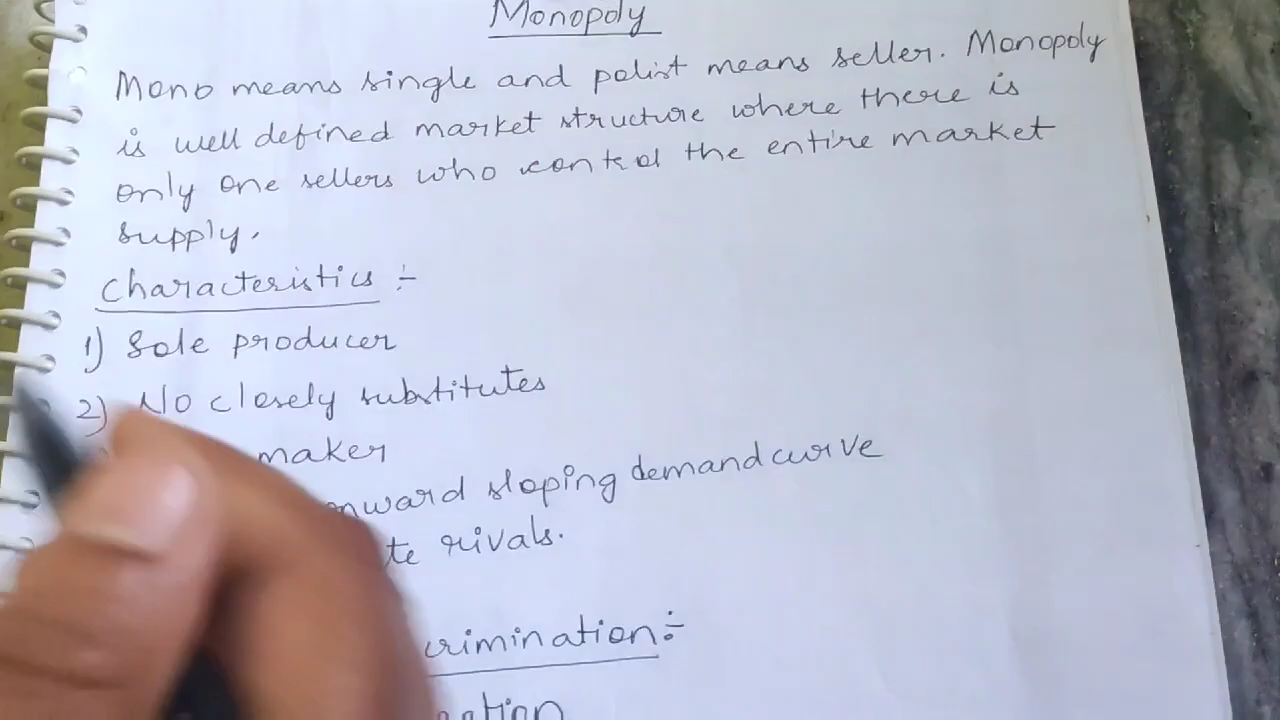 Monopoly
Mono means single and polist means seller. Monopoly
is well defined market structure where there is
only one sellers who control the entire market
supply.
Characteristics :-
1) Sole producer
2) No closely substitutes
maker
sloping demand curve
rivals.